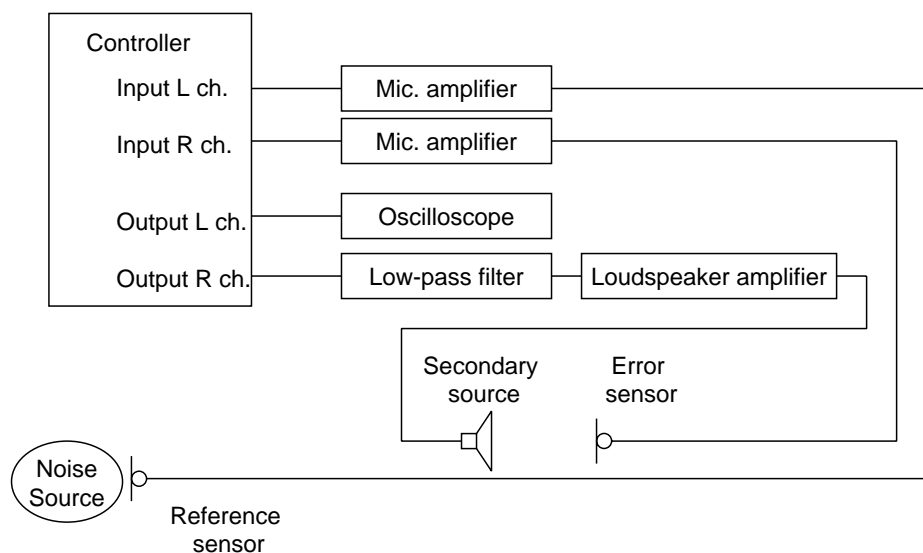 Controller
Input L ch.
Mic. amplifier
Input R ch.
Mic. amplifier
Output L ch.
Oscilloscope
Output R ch.
Low-pass filter
Loudspeaker amplifier
Secondary
source
Error
sensor
Noise
Source
Reference
sensor